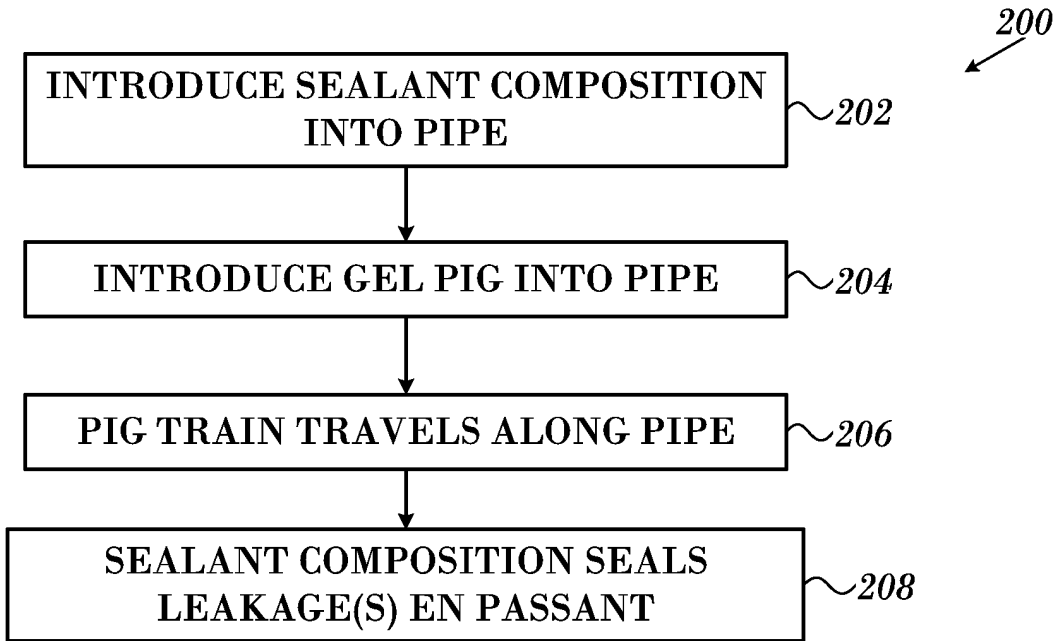 200
INTRODUCE SEALANT COMPOSITION
INTO PIPE
202
INTRODUCE GEL PIG INTO PIPE
204
PIG TRAIN TRAVELS ALONG PIPE
206
SEALANT COMPOSITION SEALS
LEAKAGE(S) EN PASSANT
208